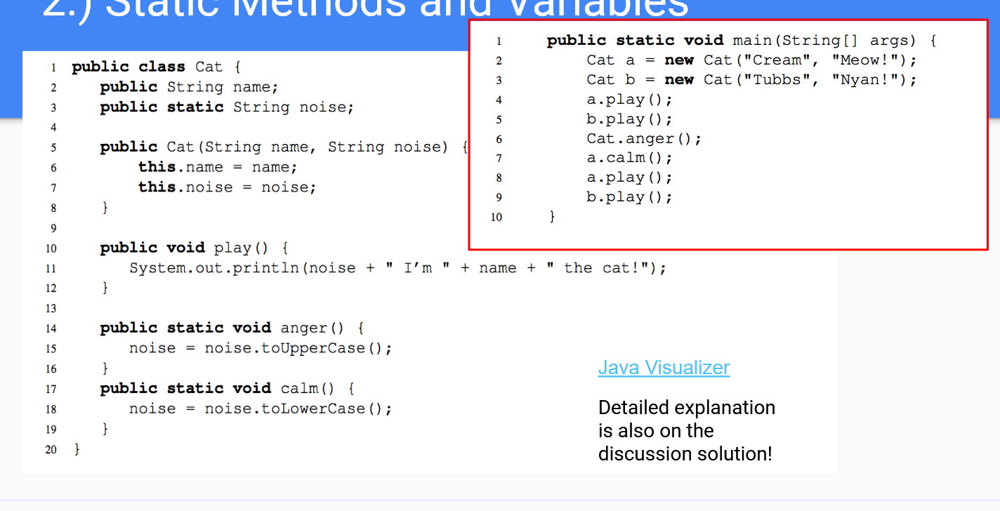 2.) Static Methods and Variables
1 public class Cat {
2 public String name;
3 public static String noise;
4
5 public Cat(String name, String noise) {
6 this.name = name;
7 this.noise = noise;
8 }
9
10 public void play() {
11 System.out.println(noise + " I'm " + name + " the cat!");
12 }
13
14 public static void anger() {
15 noise = noise.toUpperCase();
16 }
17 public static void calm() {
18 noise = noise.toLowerCase();
19 }
20 }
1 public static void main(String[] args) {
2 Cat a = new Cat("Cream", "Meow!");
3 Cat b = new Cat("Tubbs", "Nyan!");
4 a.play();
5 b.play();
6 Cat.anger();
7 a.calm();
8 a.play();
9 b.play();
10 }
Java Visualizer
Detailed explanation
is also on the
discussion solution!